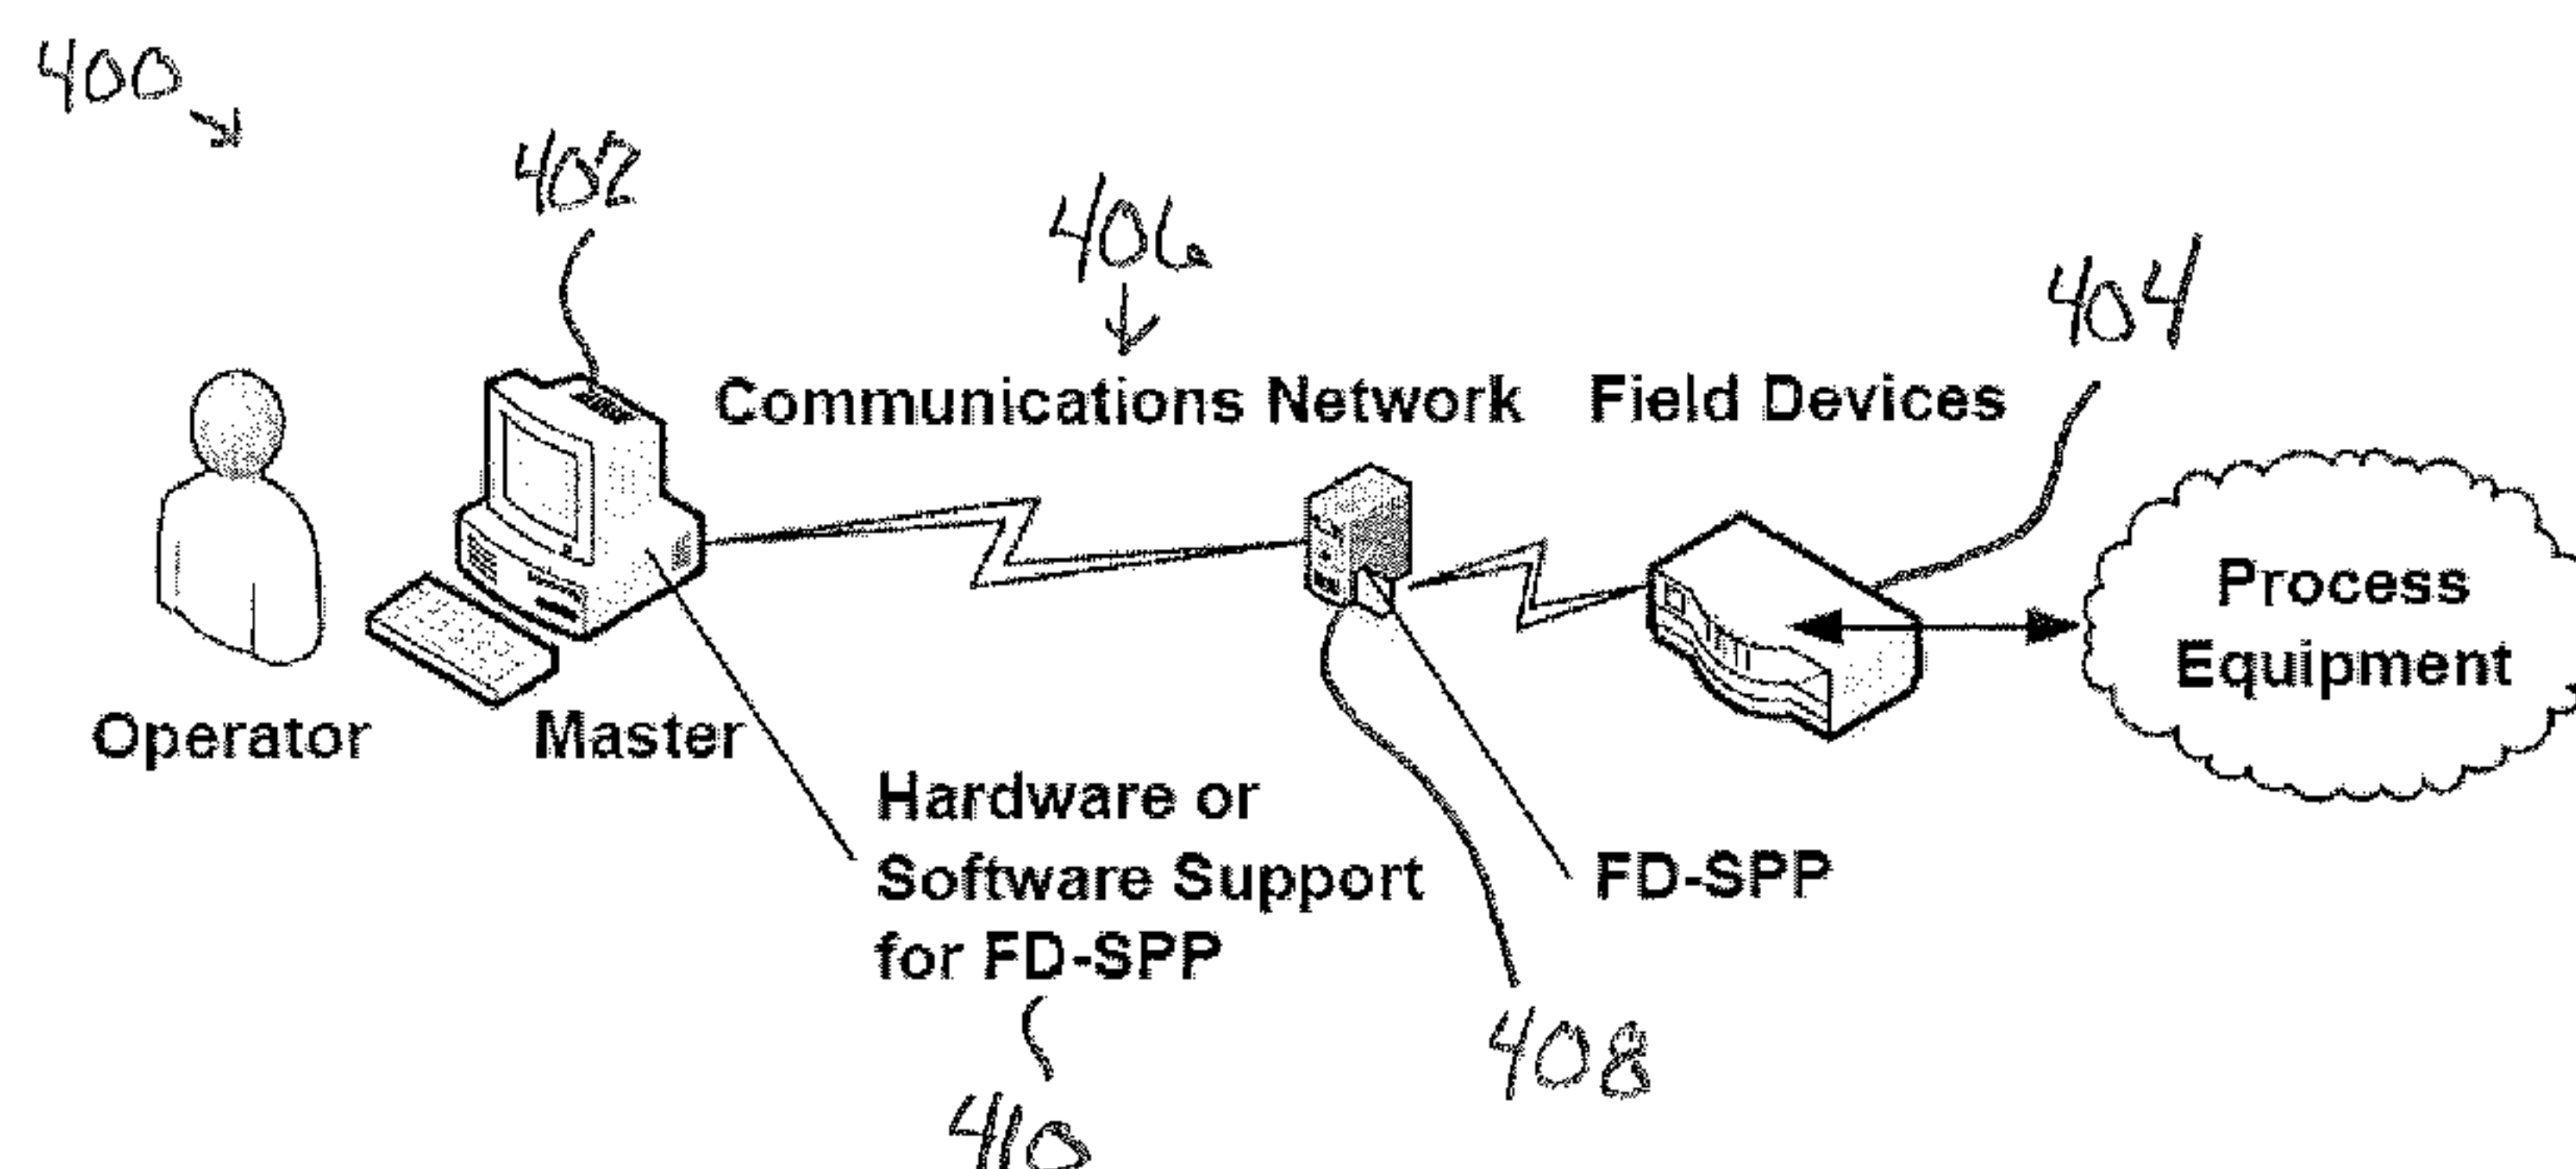 400
402
406
404
Communications Network
Field Devices
Process
Equipment
Operator
Master
Hardware or
Software Support
for FD-SPP
FD-SPP
408
410